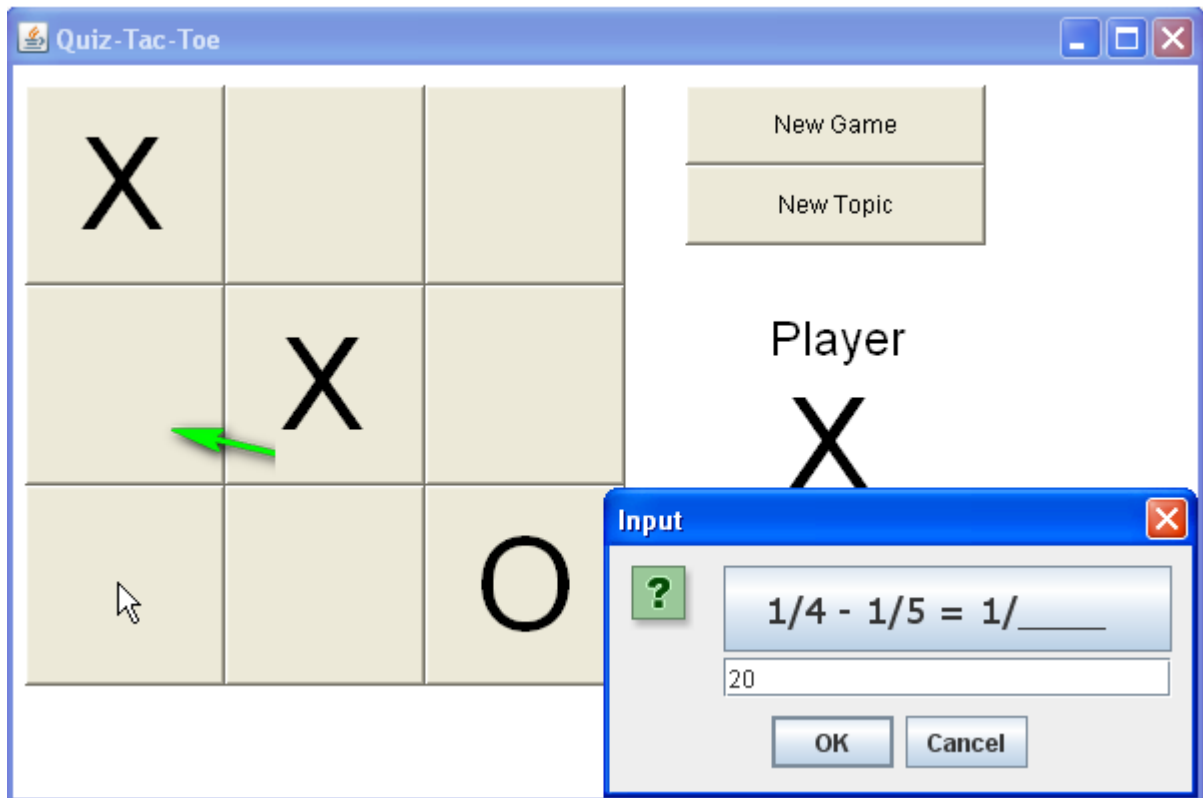 Quiz-Tac-Toe
X
New Game
New Topic
X
Player
X
O
Input
?
1/4 - 1/5 = 1/____
20
OK
Cancel